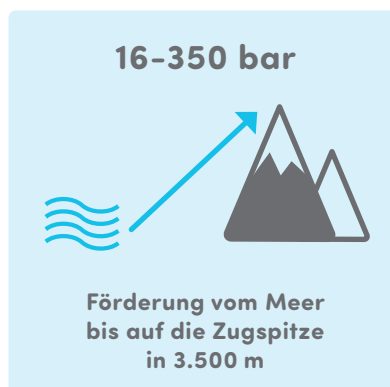 16-350 bar
Förderung vom Meer
bis auf die Zugspitze
in 3.500 m